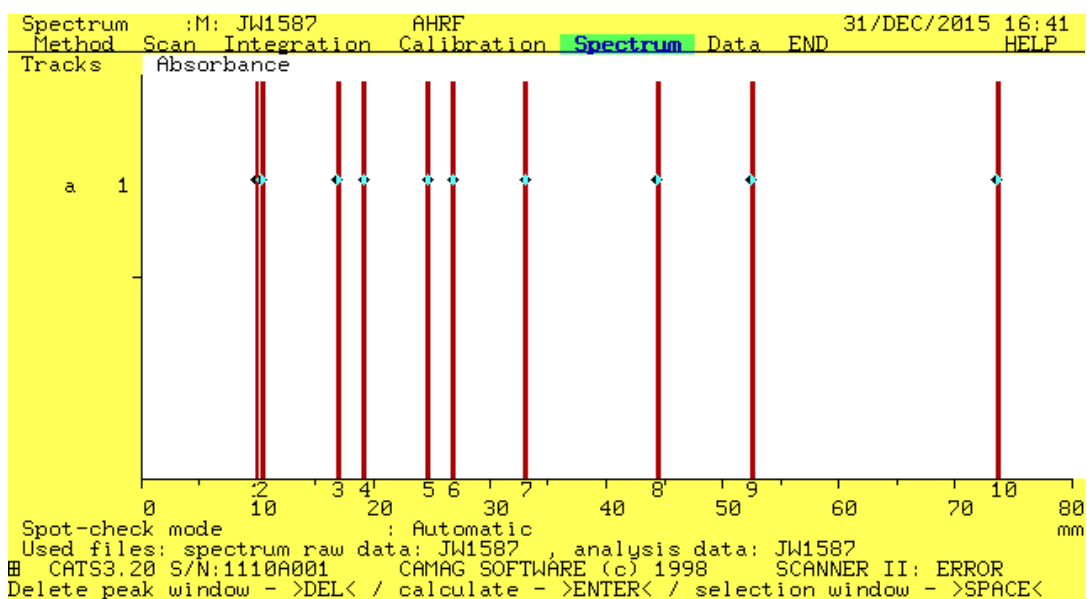 Spectrum :M: JW1587 AHRF 31/DEC/2015 16:41
Method Scan Integration Calibration Spectrum Data END HELP
Tracks Absorbance
a 1
1 2 3 4 5 6 7 8 9 10
0 10 20 30 40 50 60 70 80
Spot-check mode : Automatic mm
Used files: spectrum raw data: JW1587 , analysis data: JW1587
⊞ CATS3.20 S/N:1110A001 CAMAG SOFTWARE (c) 1998 SCANNER II: ERROR
Delete peak window - >DEL< / calculate - >ENTER< / selection window - >SPACE<